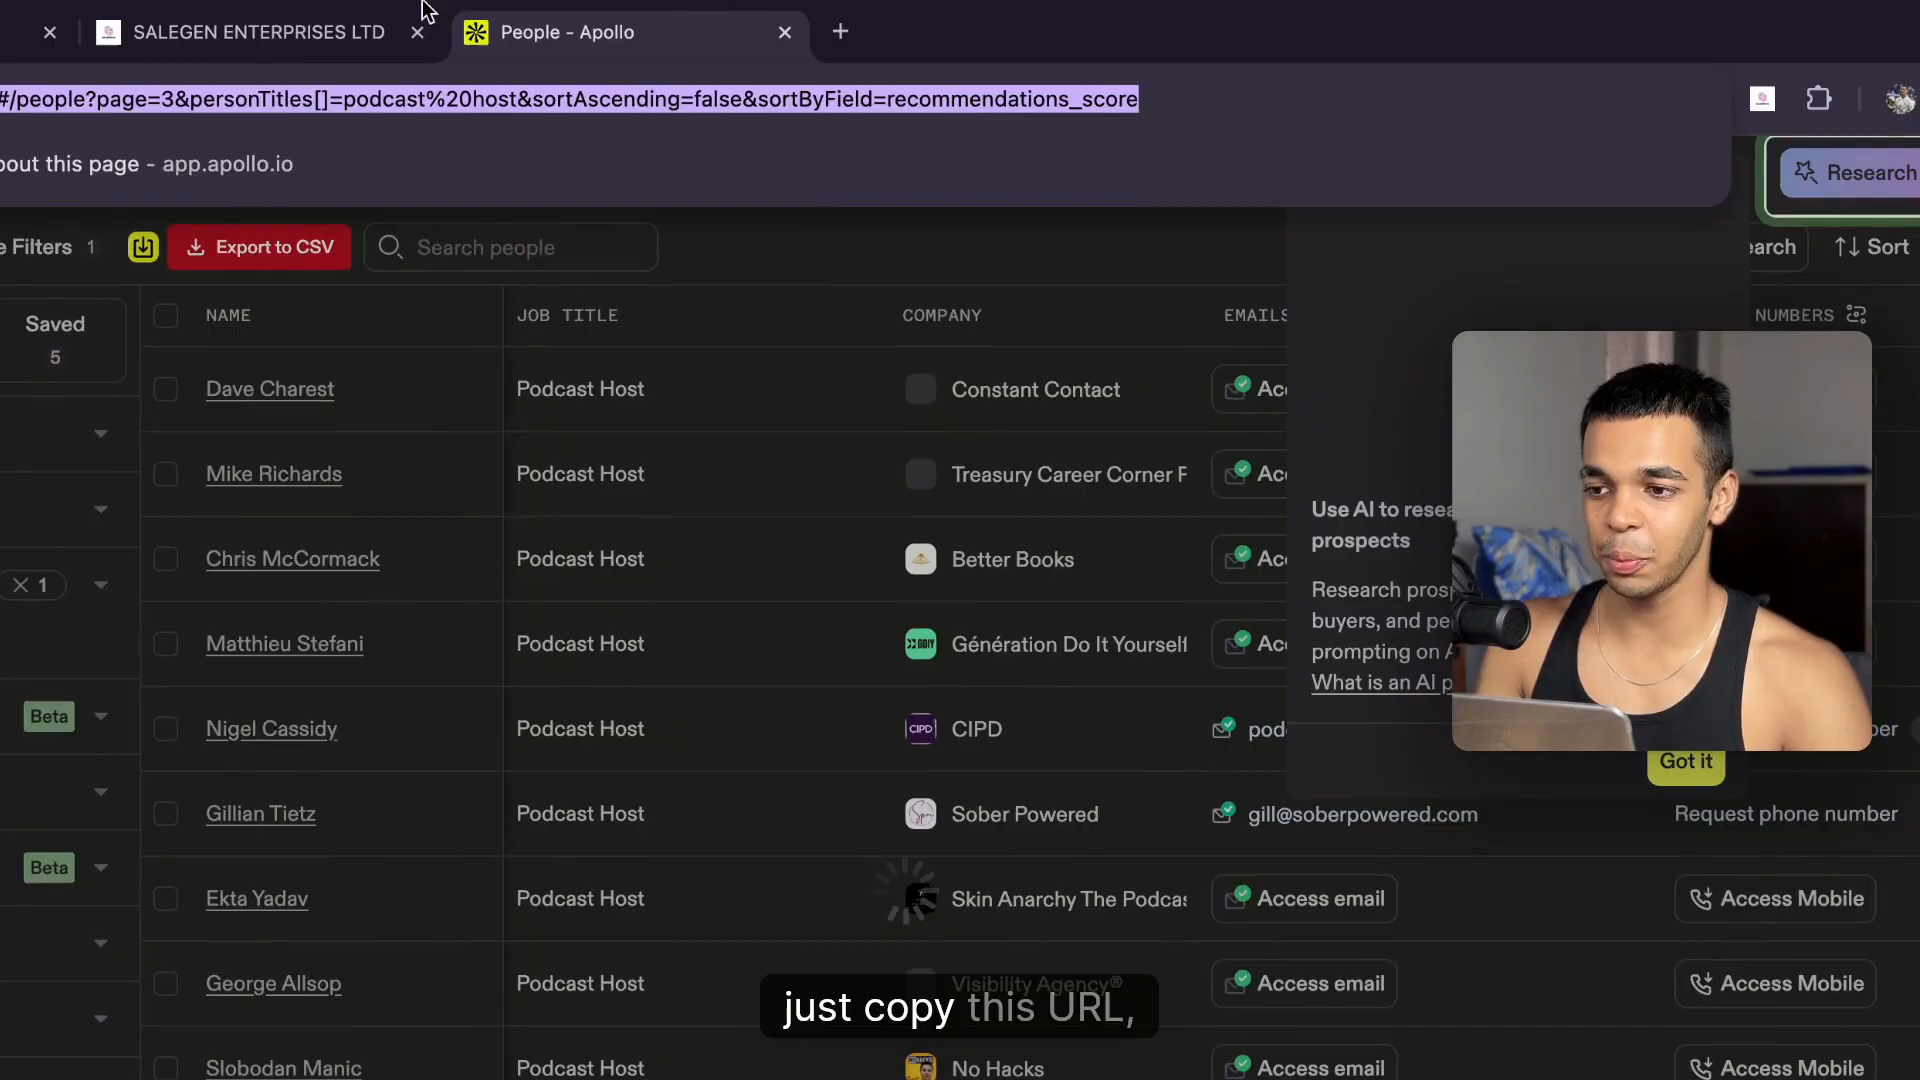 SALEGEN ENTERPRISES LTD
People - Apollo
#/people?page=3&personTitles[]=podcast%20host&sortAscending=false&sortByField=recommendations_score
bout this page - app.apollo.io
Research
e Filters 1
Export to CSV
Search people
earch
Sort
Saved
5
NAME
JOB TITLE
COMPANY
EMAILS
NUMBERS
Dave Charest
Podcast Host
Constant Contact
Acc
Mike Richards
Podcast Host
Treasury Career Corner P
Acc
Use AI to resea
prospects
Chris McCormack
Podcast Host
Better Books
Acc
1
Research prosp
buyers, and pe
prompting on A
What is an AI p
Matthieu Stefani
Podcast Host
GDIY
Génération Do It Yourself
Acc
Beta
Nigel Cassidy
Podcast Host
CIPD
CIPD
pod
ber
Got it
Gillian Tietz
Podcast Host
Sober Powered
gill@soberpowered.com
Request phone number
Beta
Ekta Yadav
Podcast Host
Skin Anarchy The Podcas
Access email
Access Mobile
George Allsop
Podcast Host
Visibility Agency®
Access email
Access Mobile
just copy this URL,
Slobodan Manic
Podcast Host
No Hacks
Access email
Access Mobile